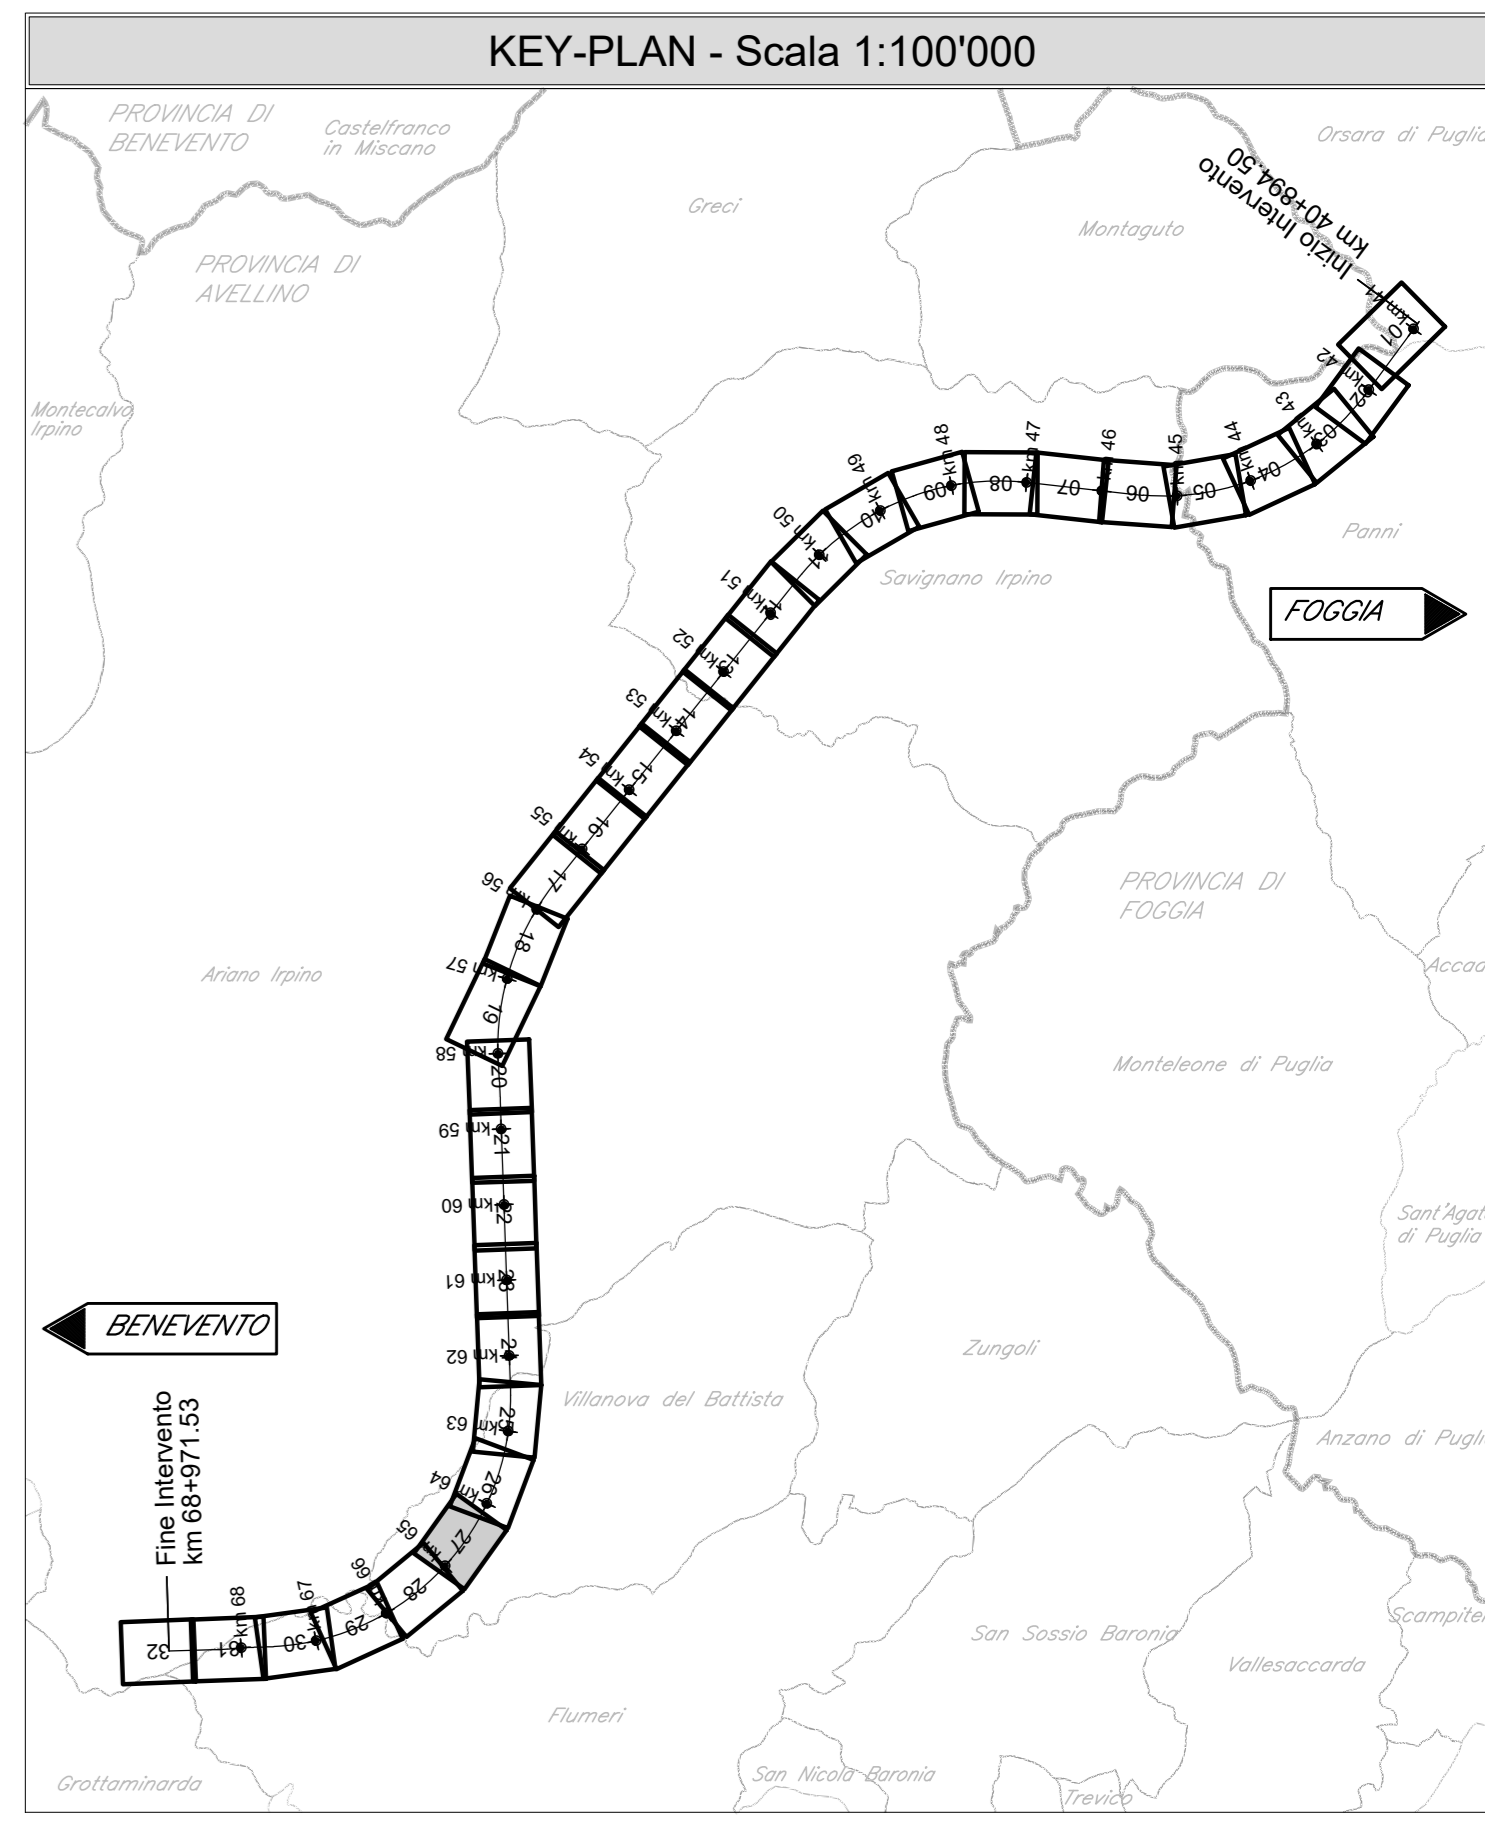 KEY-PLAN - Scala 1:100'000
PROVINCIA DI
BENEVENTO
Castelfranco
in Miscano
Orsara di Puglia
Greci
Montaguto
Inizio Intervento
km 40+894.50
PROVINCIA DI
AVELLINO
km 41
01
km 42
02
km 43
03
km 44
04
km 45
05
km 46
06
km 47
07
km 48
08
km 49
09
km 50
10
Montecalvo
Irpino
Panni
Savignano Irpino
FOGGIA
km 51
km 52
13
km 53
14
km 54
15
km 55
16
km 56
17
18
km 57
19
km 58
20
PROVINCIA DI
FOGGIA
Ariano Irpino
Monteleone di Puglia
km 59
21
km 60
22
km 61
23
km 62
km 63
25
km 64
26
km 65
27
km 66
28
km 67
29
km 68
30
31
32
Sant'Agat
di Puglia
BENEVENTO
Zungoli
Villanova del Battista
Fine Intervento
km 68+971.53
Anzano di Pugli
Scampite
San Sossio Baronia
Vallesaccarda
Flumeri
Grottaminarda
San Nicola Baronia
Trevico